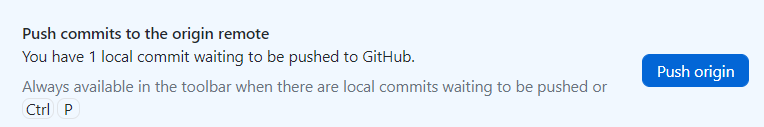 Push commits to the origin remote
You have 1 local commit waiting to be pushed to GitHub.
Push origin
Always available in the toolbar when there are local commits waiting to be pushed or
Ctrl P